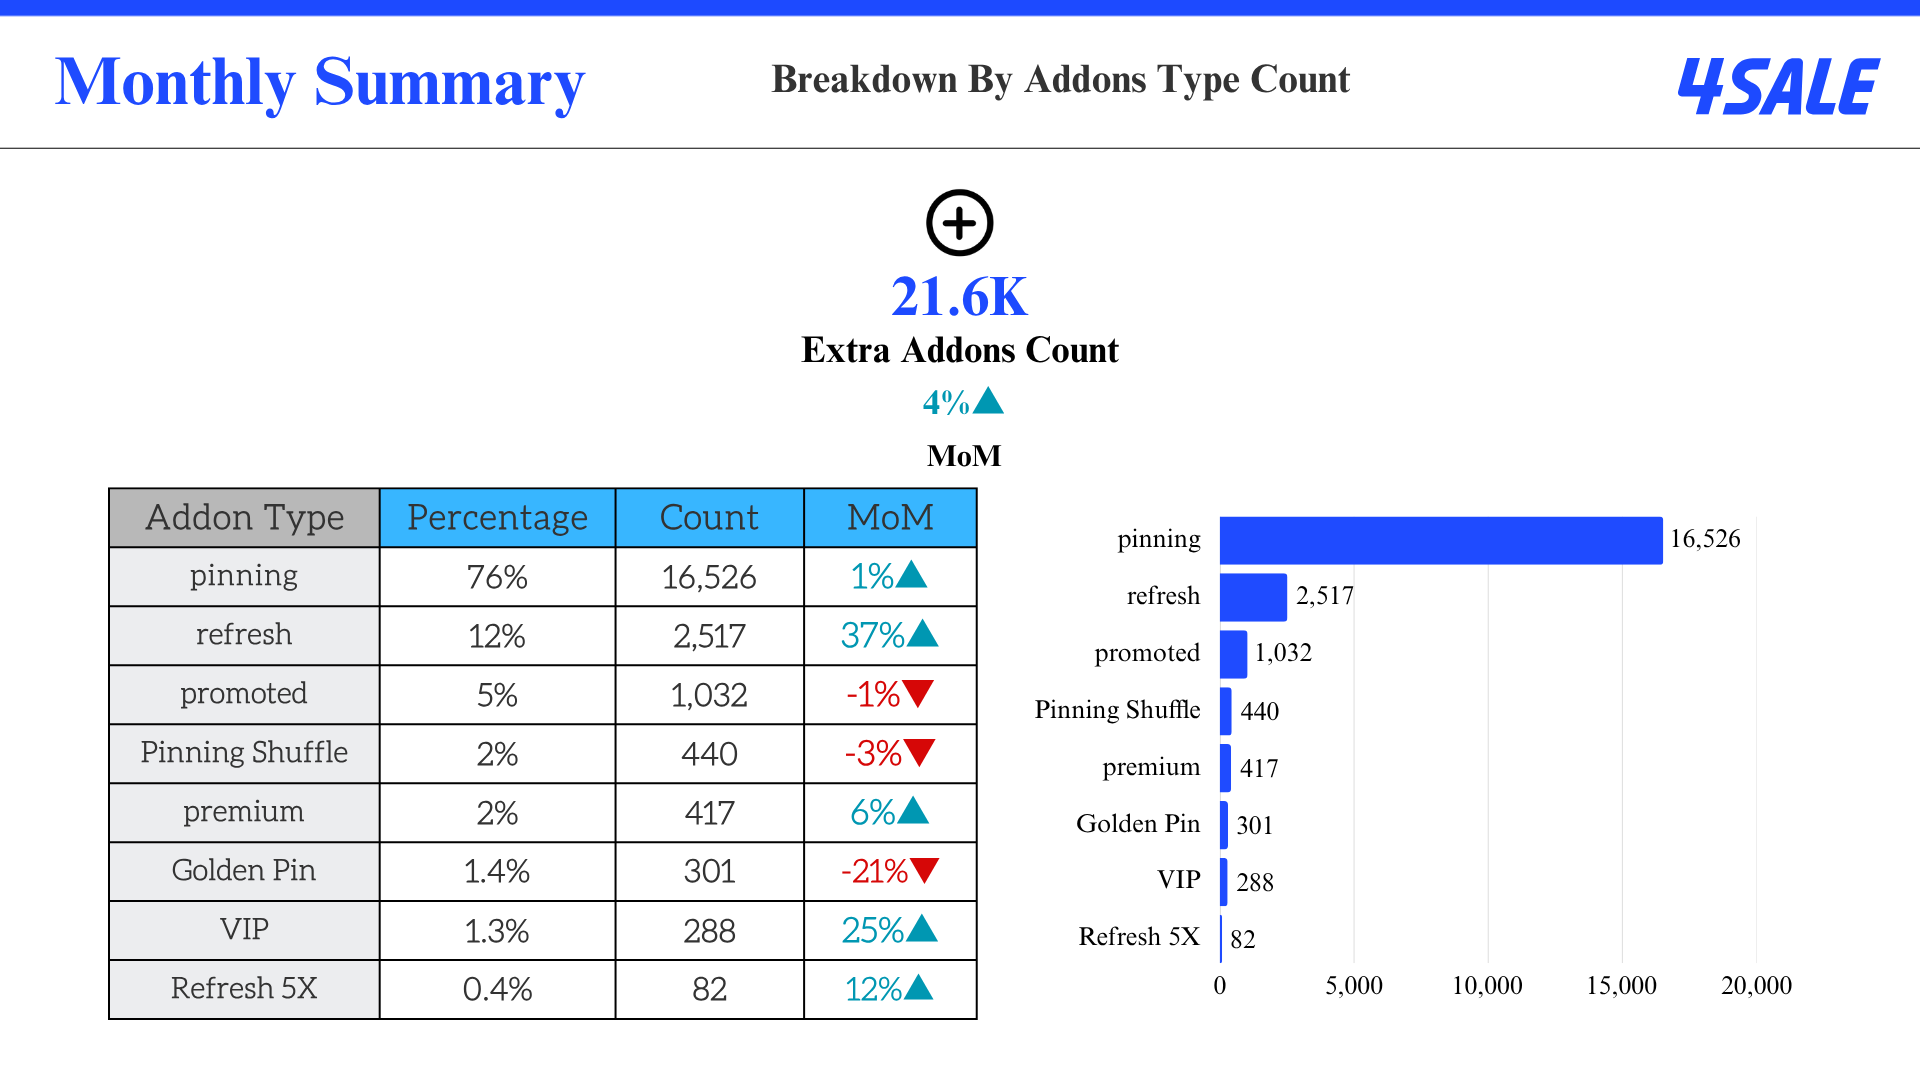 Monthly Summary
Breakdown By Addons Type Count
4SALE
21.6K
Extra Addons Count
4%
MoM
Addon Type Percentage Count MoM
pinning 76% 16,526 1%
refresh 12% 2,517 37%
promoted 5% 1,032 -1%
Pinning Shuffle 2% 440 -3%
premium 2% 417 6%
Golden Pin 1.4% 301 -21%
VIP 1.3% 288 25%
Refresh 5X 0.4% 82 12%
pinning 16,526
refresh 2,517
promoted 1,032
Pinning Shuffle 440
premium 417
Golden Pin 301
VIP 288
Refresh 5X 82
0 5,000 10,000 15,000 20,000